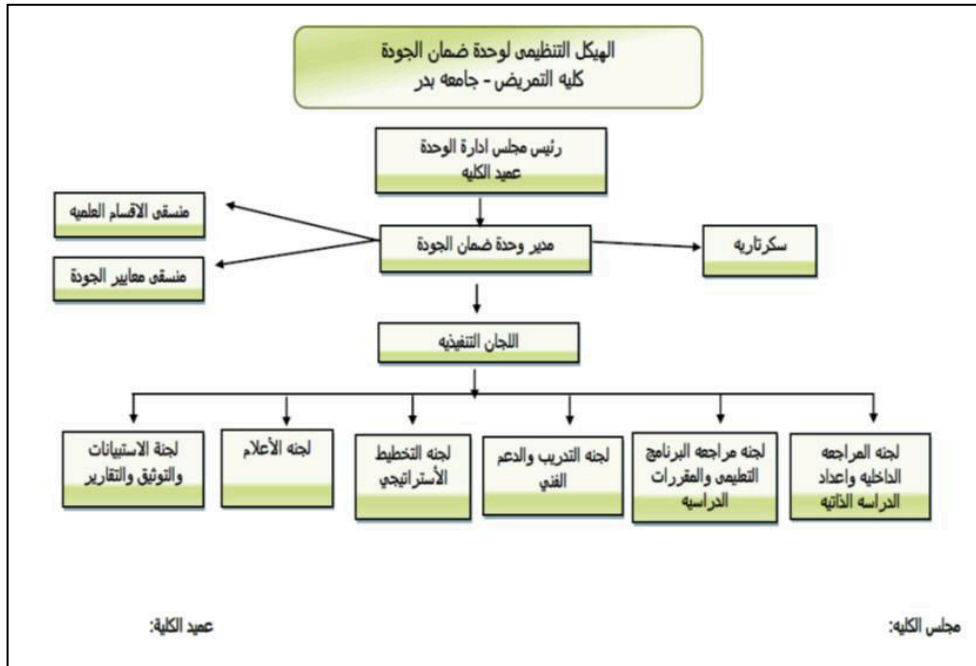 الهيكل التنظيمى لوحدة ضمان الجودة
كليه التمريض - جامعه بدر
رئيس مجلس ادارة الوحدة
عميد الكليه
منسقى الاقسام العلميه
مدير وحدة ضمان الجودة
سكرتاريه
منسقى معايير الجودة
اللجان التنفيذيه
لجنه المراجعه
الداخليه واعداد
الدراسه الذاتيه
لجنه مراجعه البرنامج
التعليمى والمقررات
الدراسيه
لجنه التدريب والدعم
الفني
لجنه التخطيط
الأستراتيجي
لجنه الأعلام
لجنة الاستبيانات
والتوثيق والتقارير
مجلس الكليه:
عميد الكلية: